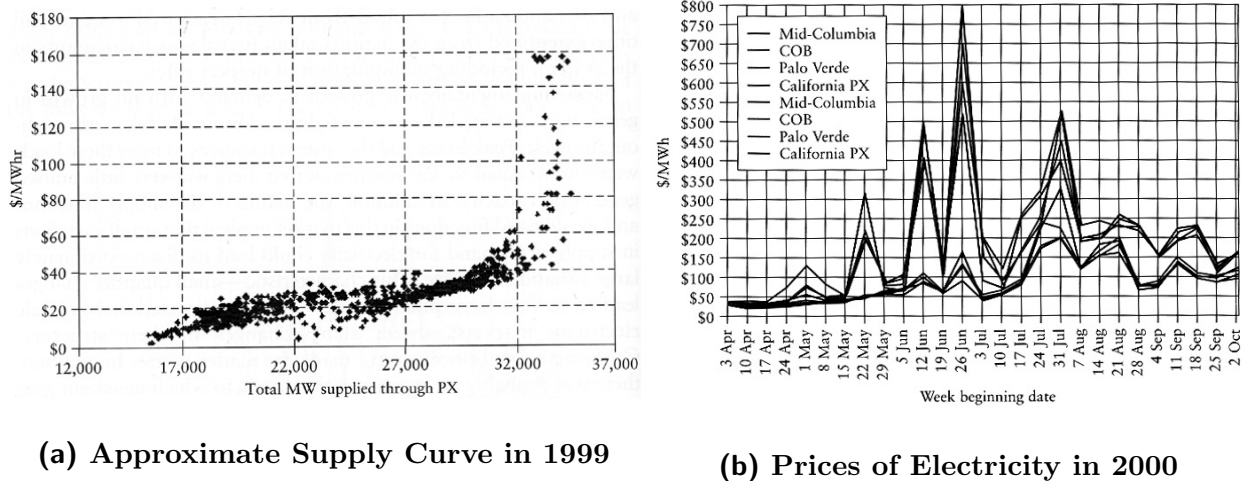 $180
$160
$140
$120
$100
$80
$60
$40
$20
$0
$/MWhr
12,000 17,000 22,000 27,000 32,000 37,000
Total MW supplied through PX
(a) Approximate Supply Curve in 1999
$800
$750
$700
$650
$600
$550
$500
$450
$400
$350
$300
$250
$200
$150
$100
$50
$0
$/MWh
Mid-Columbia
COB
Palo Verde
California PX
Mid-Columbia
COB
Palo Verde
California PX
3 Apr
10 Apr
17 Apr
24 Apr
1 May
8 May
15 May
22 May
29 May
5 Jun
12 Jun
19 Jun
26 Jun
3 Jul
10 Jul
17 Jul
24 Jul
31 Jul
7 Aug
14 Aug
21 Aug
28 Aug
4 Sep
11 Sep
18 Sep
25 Sep
2 Oct
Week beginning date
(b) Prices of Electricity in 2000